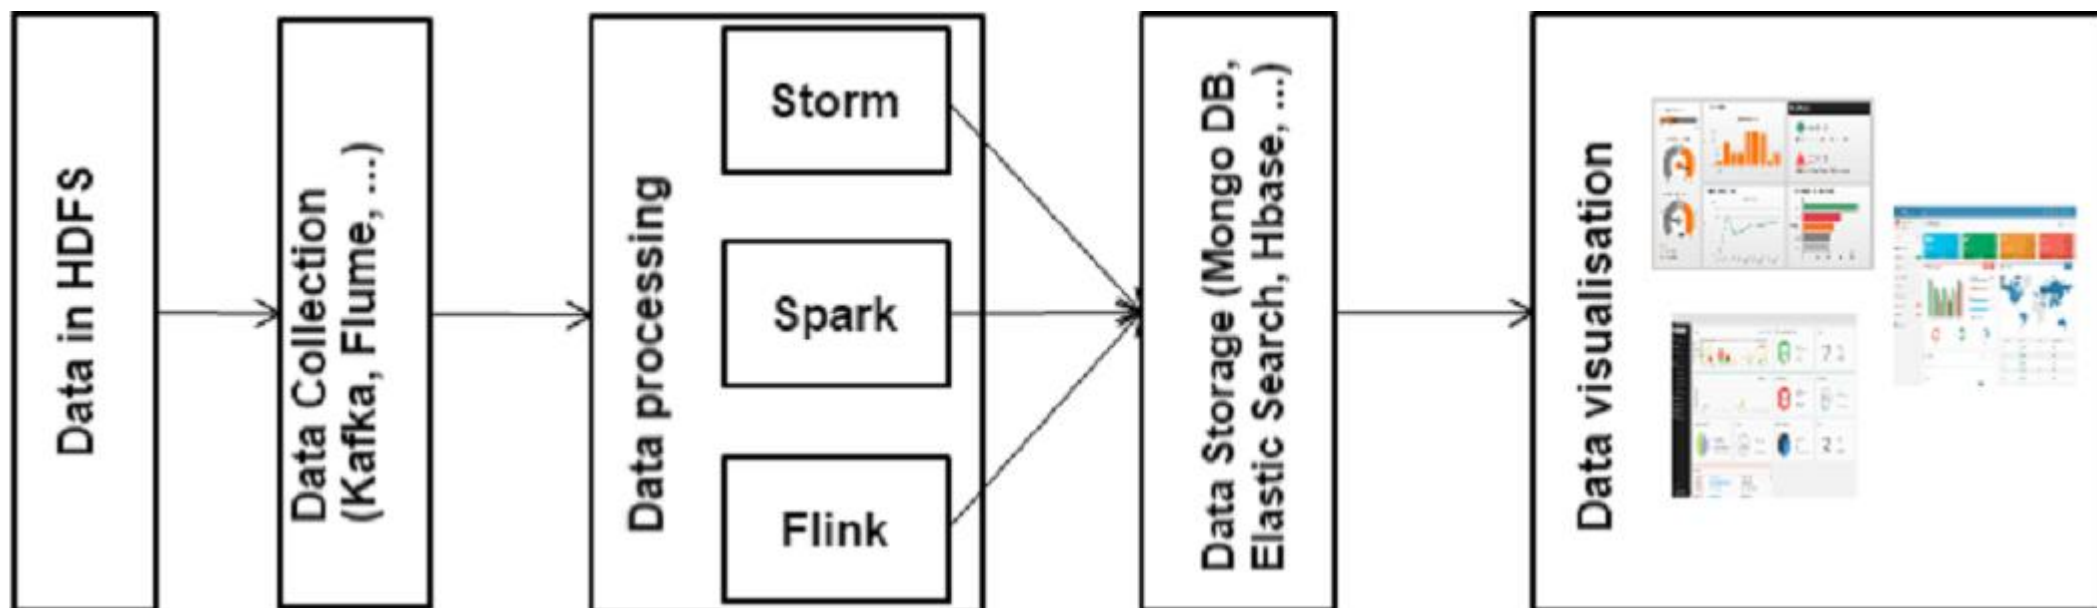 Data in HDFS
Data Collection
(Kafka, Flume, ...)
Data processing
Storm
Spark
Flink
Data Storage (Mongo DB,
Elastic Search, Hbase, ...)
Data visualisation